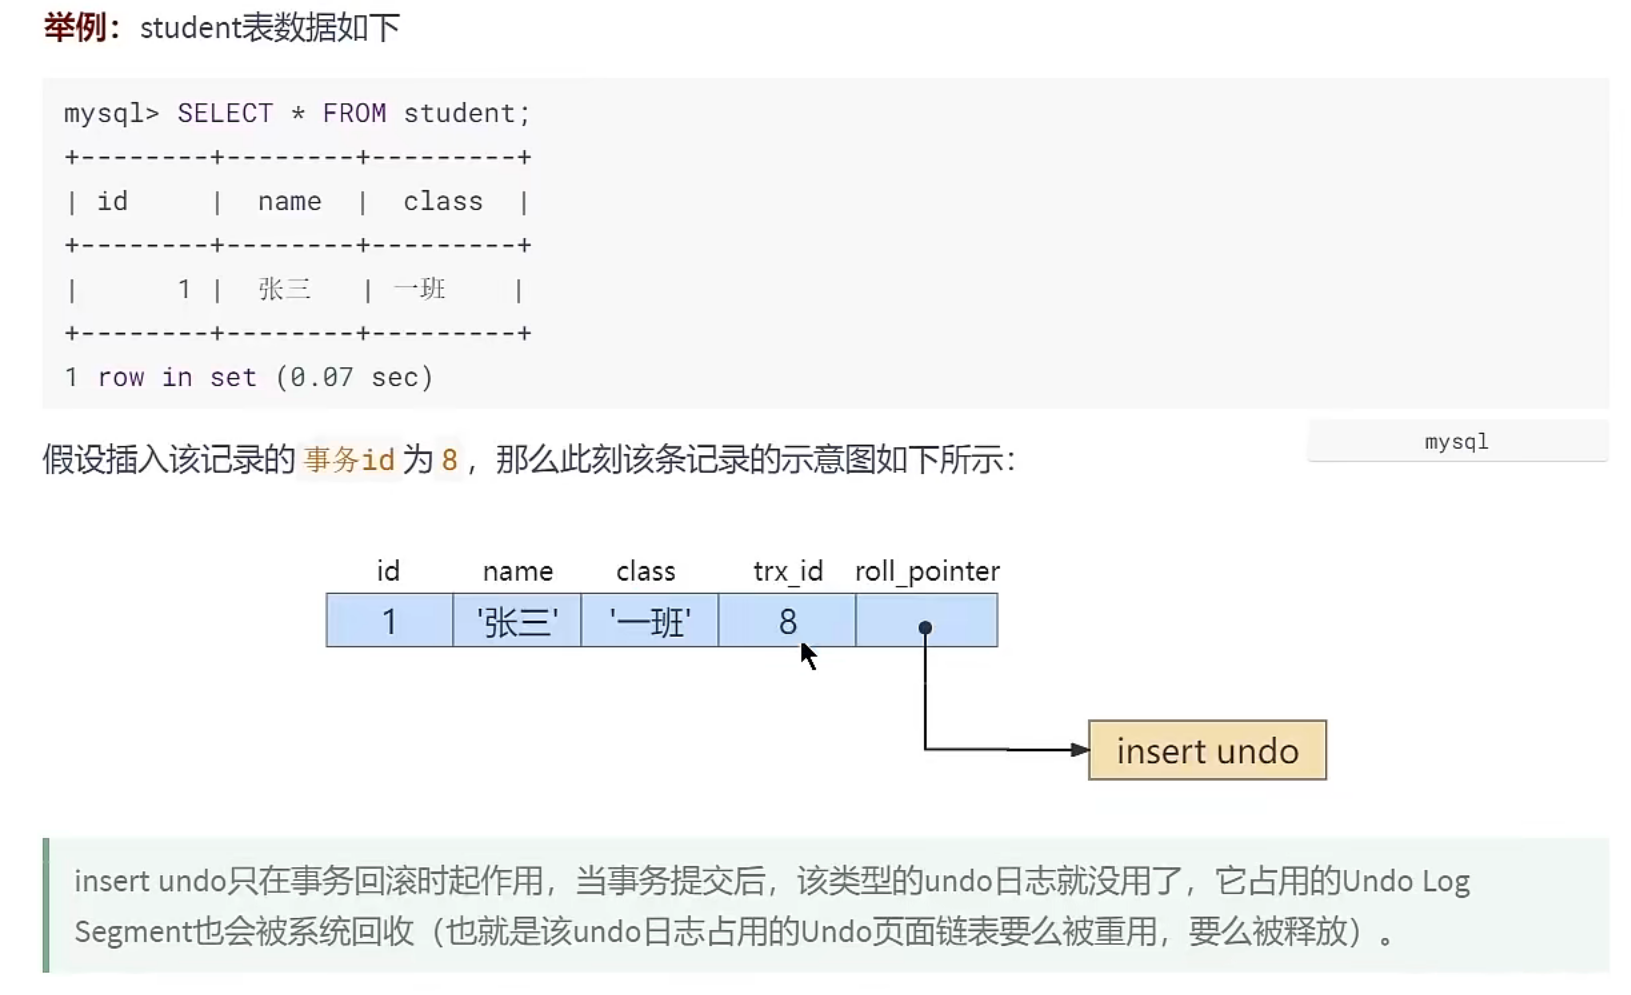 举例：student表数据如下
mysql> SELECT * FROM student;
+--------+--------+---------+
| id     |  name  |  class  |
+--------+--------+---------+
|      1 |  张三   | 一班    |
+--------+--------+---------+
1 row in set (0.07 sec)
mysql
假设插入该记录的 事务id 为 8 ，那么此刻该条记录的示意图如下所示：
id name class trx_id roll_pointer
1 '张三' '一班' 8
insert undo
insert undo只在事务回滚时起作用，当事务提交后，该类型的undo日志就没用了，它占用的Undo Log
Segment也会被系统回收（也就是该undo日志占用的Undo页面链表要么被重用，要么被释放）。